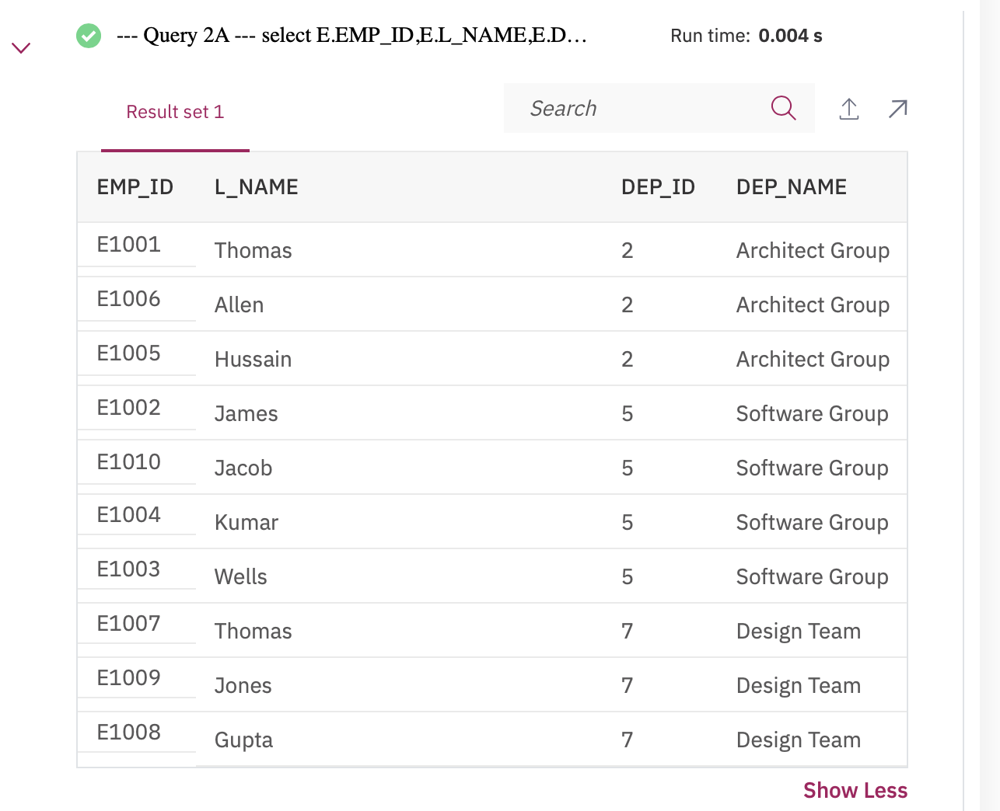 --- Query 2A --- select E.EMP_ID,E.L_NAME,E.D... Run time: 0.004 s
Result set 1 Search
EMP_ID L_NAME DEP_ID DEP_NAME
E1001 Thomas 2 Architect Group
E1006 Allen 2 Architect Group
E1005 Hussain 2 Architect Group
E1002 James 5 Software Group
E1010 Jacob 5 Software Group
E1004 Kumar 5 Software Group
E1003 Wells 5 Software Group
E1007 Thomas 7 Design Team
E1009 Jones 7 Design Team
E1008 Gupta 7 Design Team
Show Less